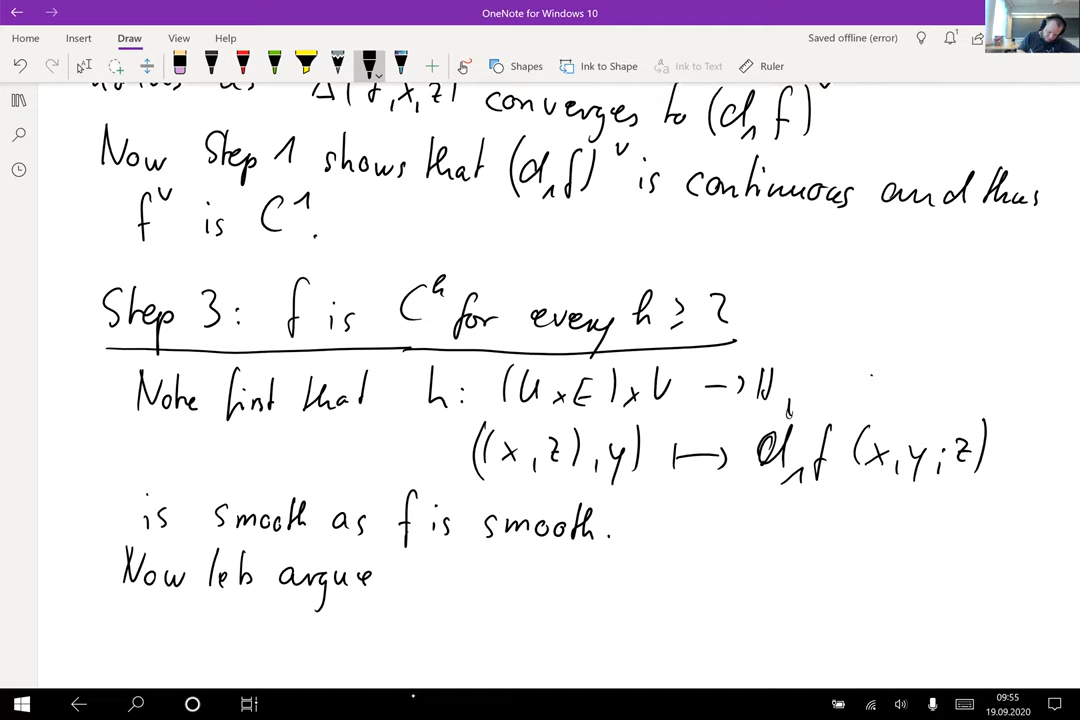 OneNote for Windows 10
Home Insert Draw View Help
Saved offline (error)
Shapes Ink to Shape Ink to Text Ruler
Δ(f,x,z) converges to (d₁f)ᵛ
Now Step 1 shows that (d₁f)ᵛ is continuous and thus
fᵛ is C¹.
Step 3: f is Cᵏ for every k ≥ 2
Note first that h: (U×E)×V → H,
((x,z),y) ↦ d₁f (x,y;z)
is smooth as f is smooth.
Now argue
09:55
19.09.2020